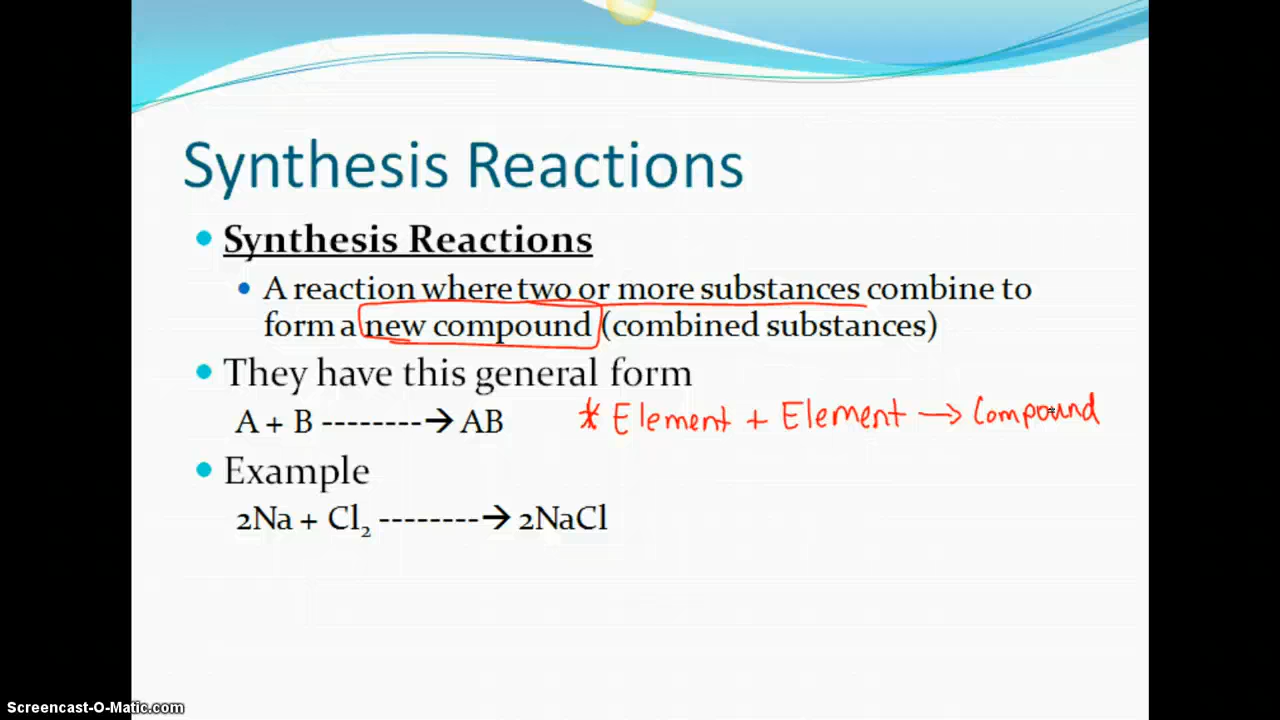 Synthesis Reactions
Synthesis Reactions
A reaction where two or more substances combine to
form a new compound (combined substances)
They have this general form
A + B --------→ AB
* Element + Element → Compound
Example
2Na + Cl₂ --------→ 2NaCl
Screencast-O-Matic.com